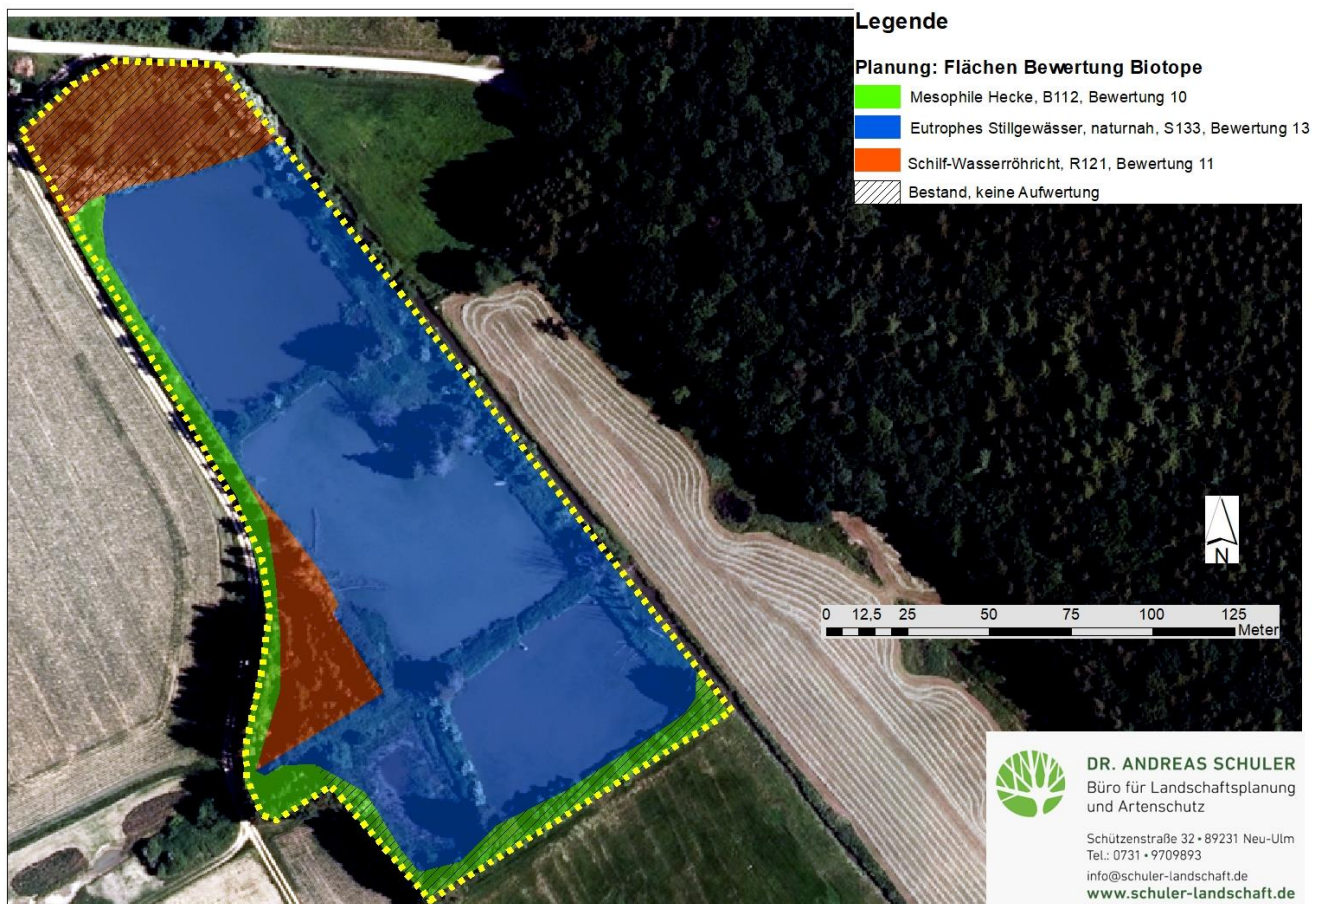 Legende
Planung: Flächen Bewertung Biotope
Mesophile Hecke, B112, Bewertung 10
Eutrophes Stillgewässer, naturnah, S133, Bewertung 13
Schilf-Wasserröhricht, R121, Bewertung 11
Bestand, keine Aufwertung
N
0 12,5 25 50 75 100 125
Meter
DR. ANDREAS SCHULER
Büro für Landschaftsplanung
und Artenschutz
Schützenstraße 32 • 89231 Neu-Ulm
Tel.: 0731 • 9709893
info@schuler-landschaft.de
www.schuler-landschaft.de